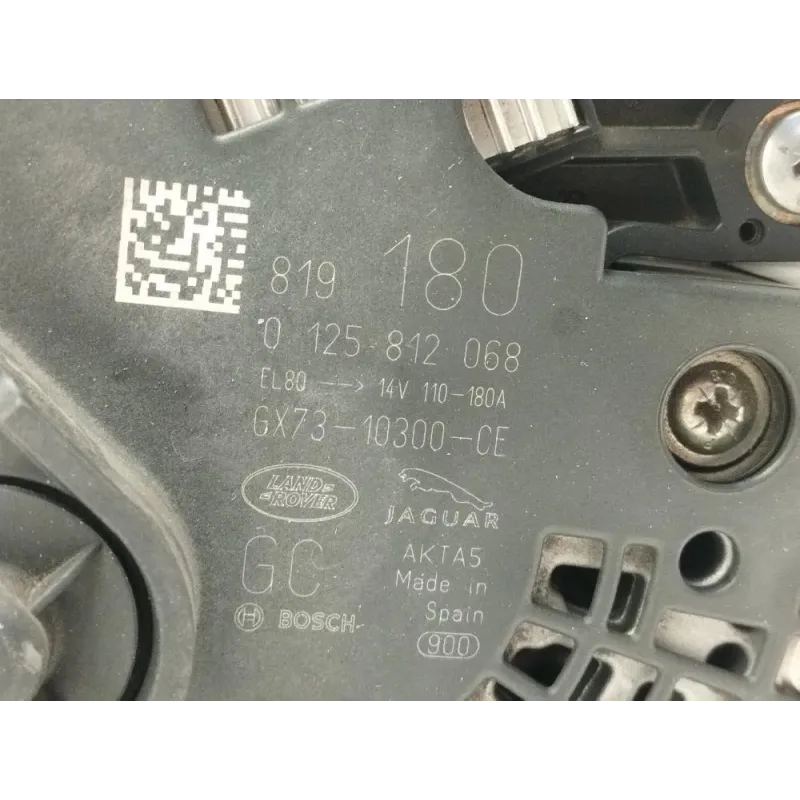 819 180
0 125 812 068
EL80 --> 14V 110-180A
GX73-10300-CE
LAND-
-ROVER
JAGUAR
GC AKTA5
Made in
Spain
BOSCH
900